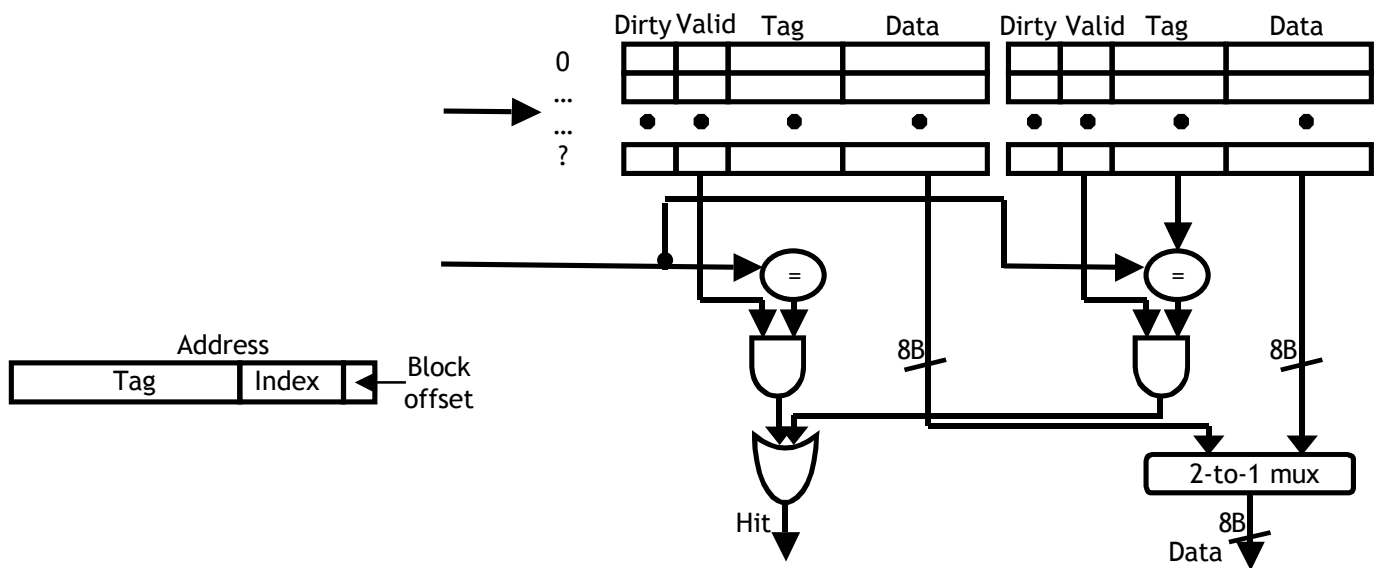 Dirty Valid Tag Data Dirty Valid Tag Data
0
...
...
?
= =
Address
Tag Index
Block
offset
8B 8B
2-to-1 mux
Hit
8B
Data